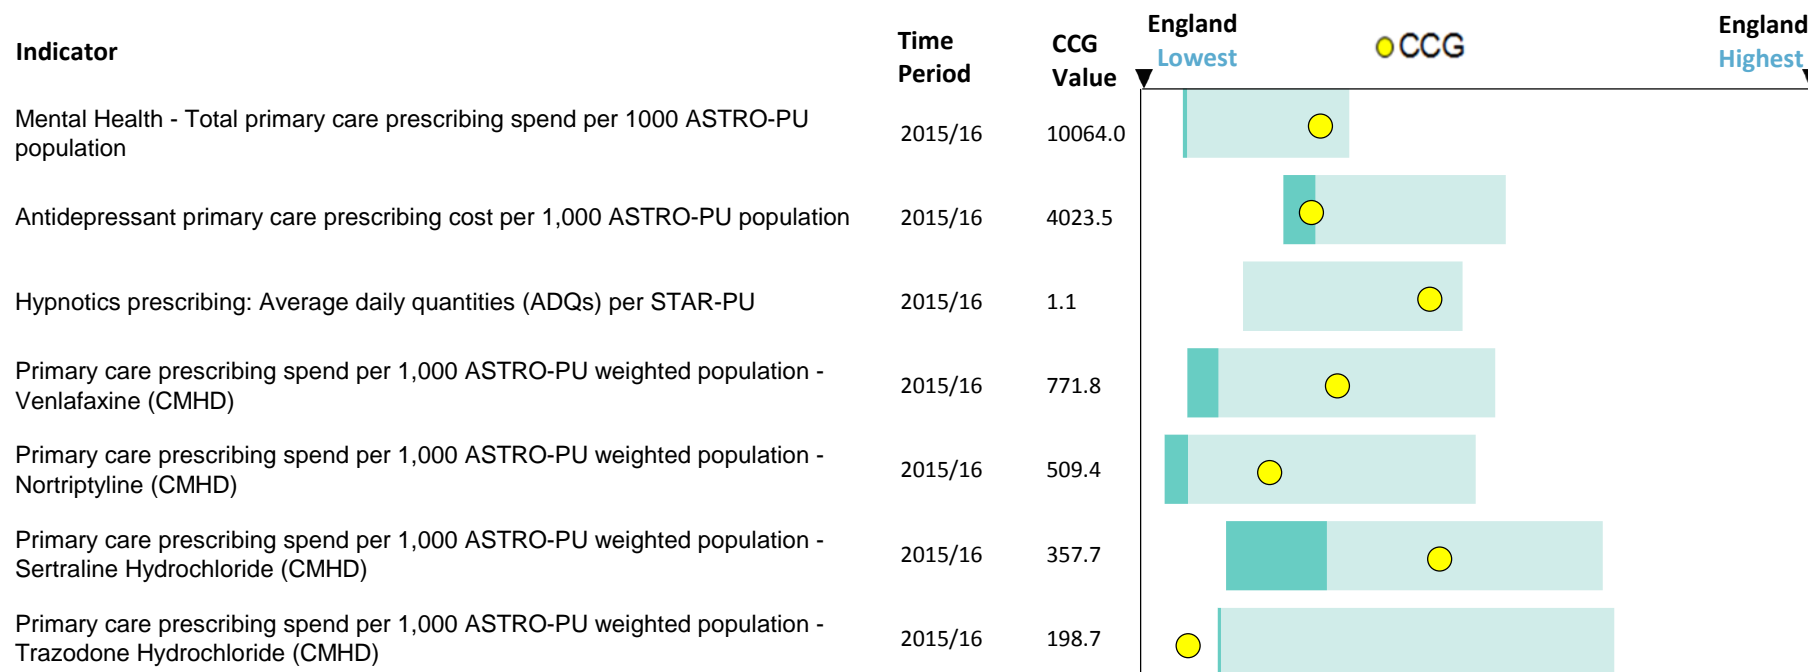 Indicator
Time
Period
CCG
Value
England
Lowest
CCG
England
Highest
Mental Health - Total primary care prescribing spend per 1000 ASTRO-PU
population
2015/16
10064.0
Antidepressant primary care prescribing cost per 1,000 ASTRO-PU population
2015/16
4023.5
Hypnotics prescribing: Average daily quantities (ADQs) per STAR-PU
2015/16
1.1
Primary care prescribing spend per 1,000 ASTRO-PU weighted population -
Venlafaxine (CMHD)
2015/16
771.8
Primary care prescribing spend per 1,000 ASTRO-PU weighted population -
Nortriptyline (CMHD)
2015/16
509.4
Primary care prescribing spend per 1,000 ASTRO-PU weighted population -
Sertraline Hydrochloride (CMHD)
2015/16
357.7
Primary care prescribing spend per 1,000 ASTRO-PU weighted population -
Trazodone Hydrochloride (CMHD)
2015/16
198.7